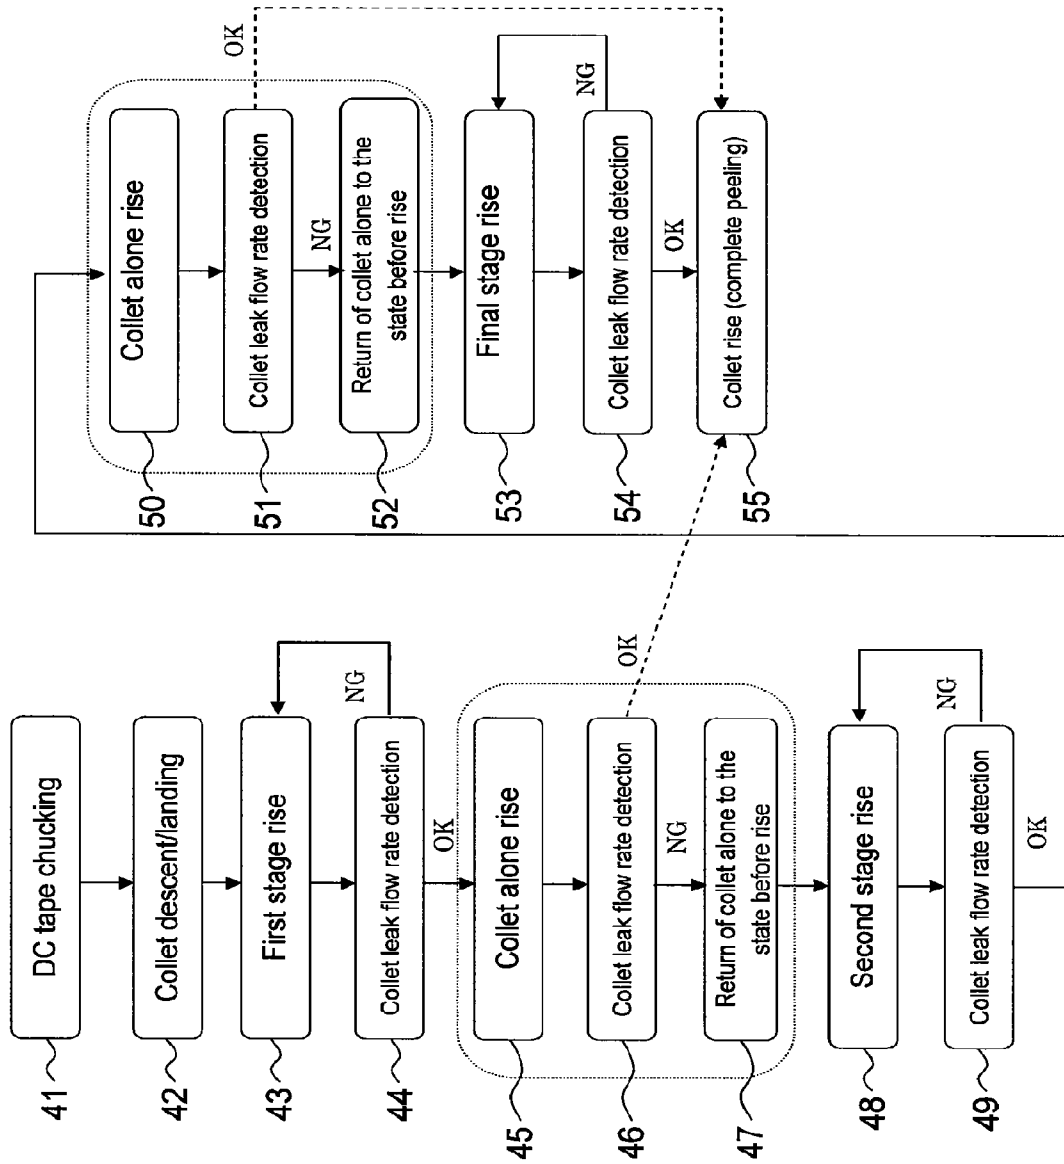 41
DC tape chucking
42
Collet descent/landing
43
First stage rise
NG
44
Collet leak flow rate detection
OK
45
Collet alone rise
46
Collet leak flow rate detection
OK
NG
47
Return of collet alone to the
state before rise
48
Second stage rise
NG
49
Collet leak flow rate detection
OK
50
Collet alone rise
51
Collet leak flow rate detection
OK
NG
52
Return of collet alone to the
state before rise
53
Final stage rise
NG
54
Collet leak flow rate detection
OK
55
Collet rise (complete peeling)